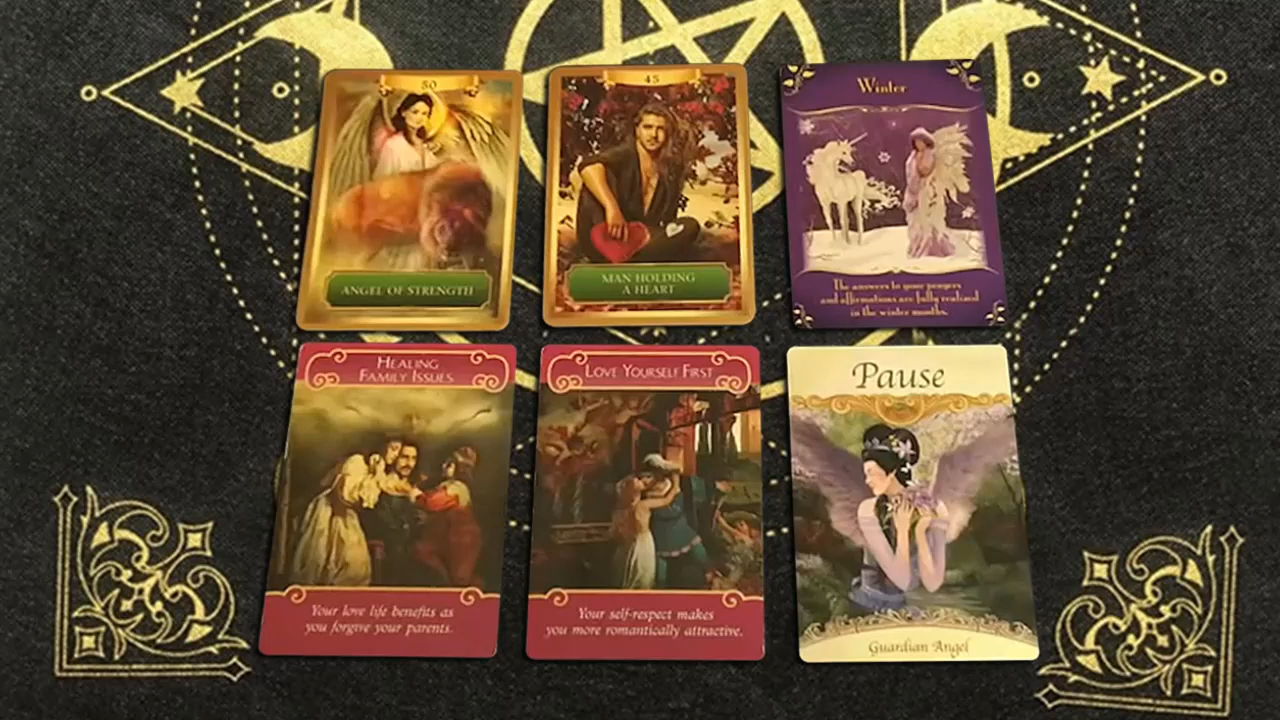 50
ANGEL OF STRENGTH
45
MAN HOLDING
A HEART
Winter
The answers to your prayers
and affirmations are fully realized
in the winter months.
HEALING
FAMILY ISSUES
Your love life benefits as
you forgive your parents.
LOVE YOURSELF FIRST
Your self-respect makes
you more romantically attractive.
Pause
Guardian Angel